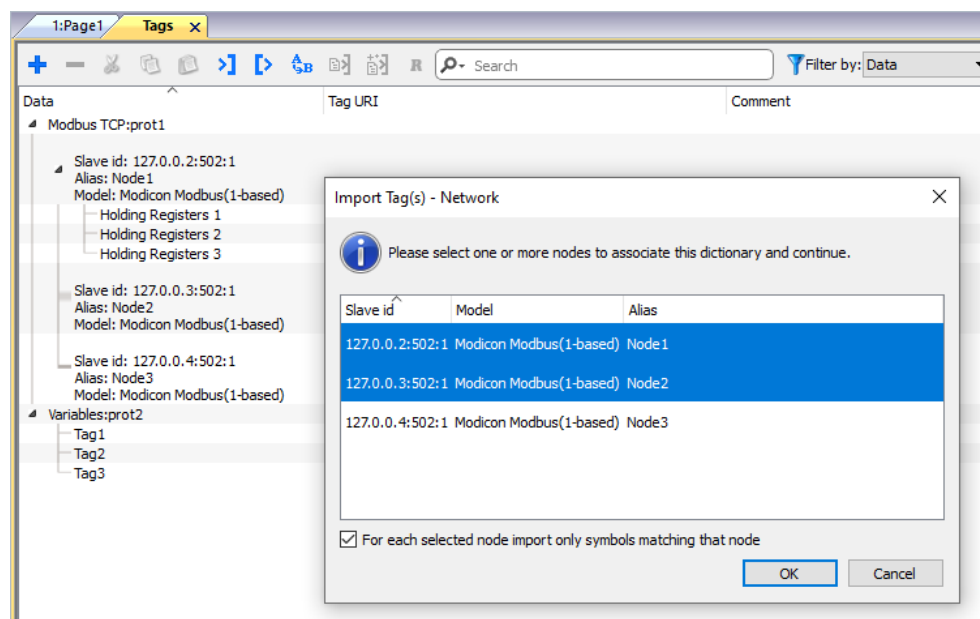 1:Page1
Tags
Search
Filter by: Data
Data
Tag URI
Comment
Modbus TCP:prot1
Slave id: 127.0.0.2:502:1
Alias: Node1
Model: Modicon Modbus(1-based)
Holding Registers 1
Holding Registers 2
Holding Registers 3
Slave id: 127.0.0.3:502:1
Alias: Node2
Model: Modicon Modbus(1-based)
Slave id: 127.0.0.4:502:1
Alias: Node3
Model: Modicon Modbus(1-based)
Variables:prot2
Tag1
Tag2
Tag3
Import Tag(s) - Network
Please select one or more nodes to associate this dictionary and continue.
Slave id Model Alias
127.0.0.2:502:1 Modicon Modbus(1-based) Node1
127.0.0.3:502:1 Modicon Modbus(1-based) Node2
127.0.0.4:502:1 Modicon Modbus(1-based) Node3
For each selected node import only symbols matching that node
OK
Cancel